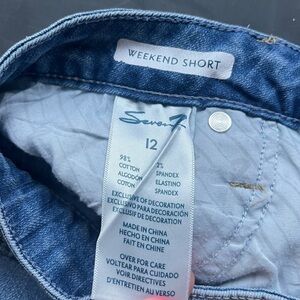 WEEKEND SHORT
Seven7
12
98% 2%
COTTON SPANDEX
ALGODÓN ELASTINO
COTON SPANDEX
EXCLUSIVE OF DECORATION
EXCLUSIVO PARA DECORACIÓN
EXCLUSIF DE DECORATION
MADE IN CHINA
HECHO EN CHINA
FAIT EN CHINE
OVER FOR CARE
VOLTEAR PARA CUIDADO
VOIR DIRECTIVES
D'ENTRETIEN AU VERSO